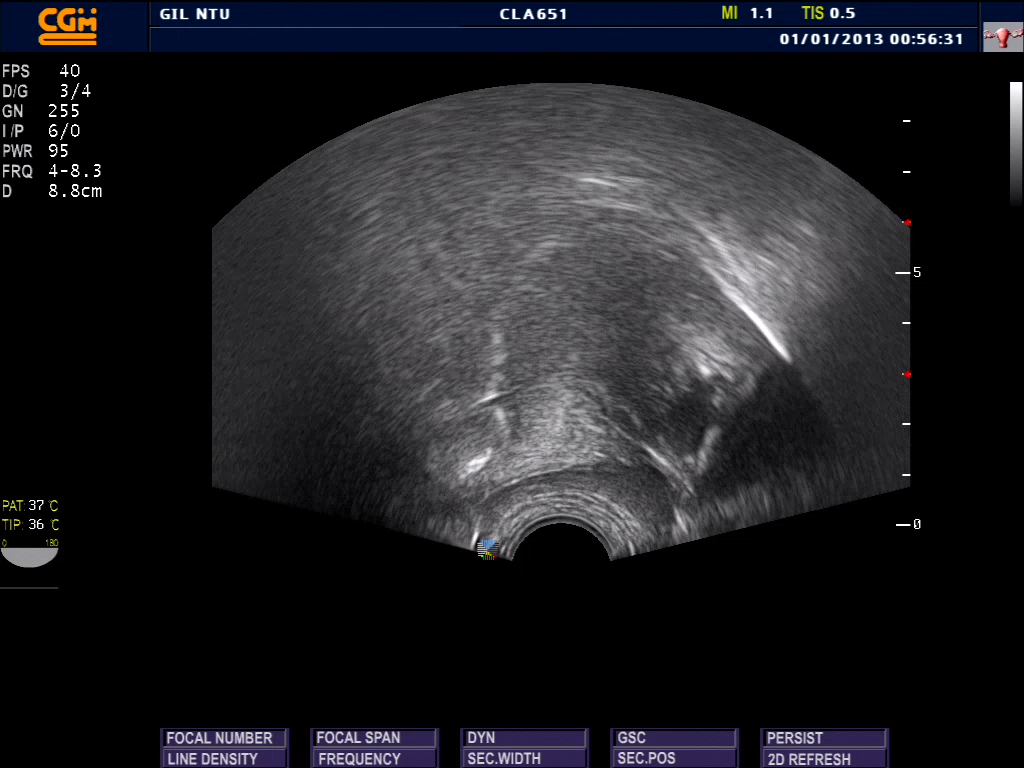 CGM
GIL NTU
CLA651
MI 1.1 TIS 0.5
01/01/2013 00:56:31
FPS 40
D/G 3/4
GN 255
I/P 6/0
PWR 95
FRQ 4-8.3
D 8.8cm
5
PAT: 37 °C
TIP: 36 °C
0 180
0
FOCAL NUMBER
LINE DENSITY
FOCAL SPAN
FREQUENCY
DYN
SEC.WIDTH
GSC
SEC.POS
PERSIST
2D REFRESH